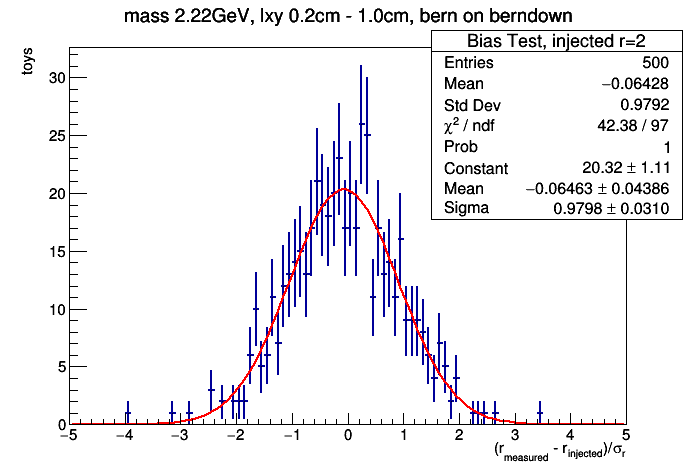 mass 2.22GeV, lxy 0.2cm - 1.0cm, bern on berndown
Bias Test, injected r=2
Entries 500
Mean −0.06428
Std Dev 0.9792
χ² / ndf 42.38 / 97
Prob 1
Constant 20.32 ± 1.11
Mean −0.06463 ± 0.04386
Sigma 0.9798 ± 0.0310
toys
30
25
20
15
10
5
0
−5 −4 −3 −2 −1 0 1 2 3 4 5
(r_measured - r_injected)/σ_r